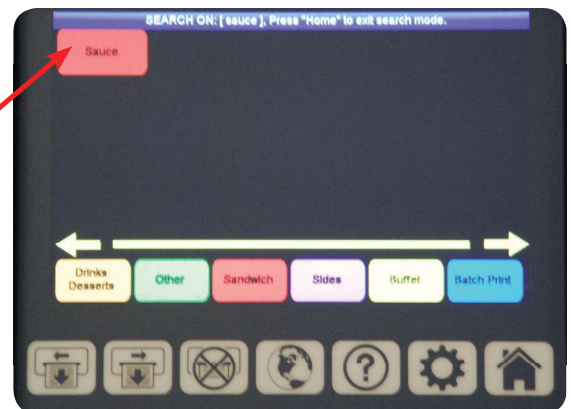 SEARCH ON: [ sauce ], Press "Home" to exit search mode.
Sauce
Drinks
Desserts
Other
Sandwich
Sides
Buffet
Batch Print
?